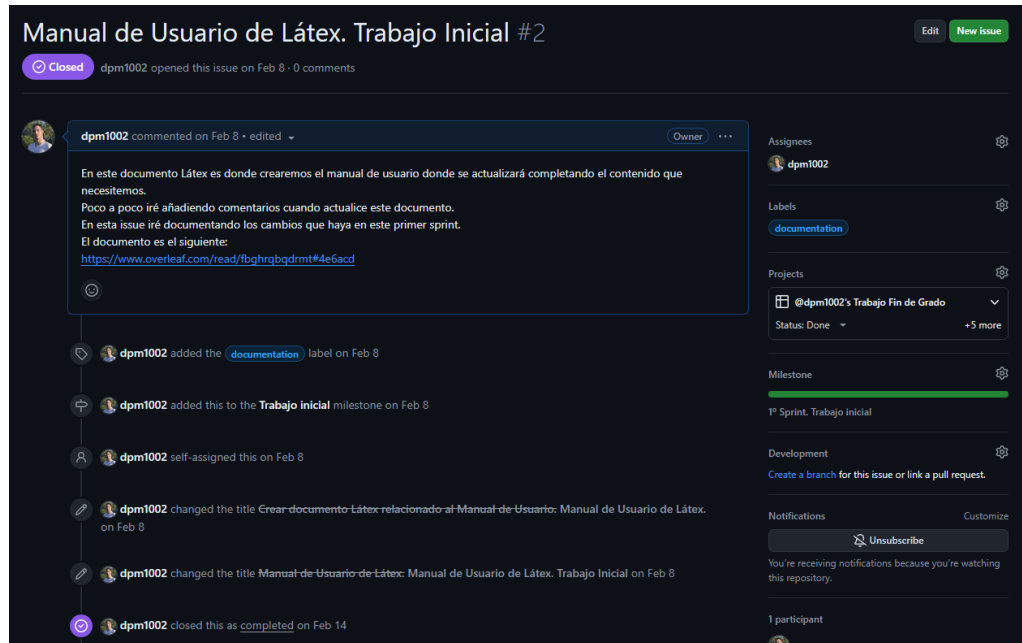 Manual de Usuario de Látex. Trabajo Inicial #2
Edit
New issue
Closed
dpm1002 opened this issue on Feb 8 · 0 comments
dpm1002 commented on Feb 8 • edited
Owner
En este documento Látex es donde crearemos el manual de usuario donde se actualizará completando el contenido que
necesitemos.
Poco a poco iré añadiendo comentarios cuando actualice este documento.
En esta issue iré documentando los cambios que haya en este primer sprint.
El documento es el siguiente:
https://www.overleaf.com/read/fbghrqbqdrmt#4e6acd
dpm1002 added the documentation label on Feb 8
dpm1002 added this to the Trabajo inicial milestone on Feb 8
dpm1002 self-assigned this on Feb 8
dpm1002 changed the title Crear documento Látex relacionado al Manual de Usuario. Manual de Usuario de Látex.
on Feb 8
dpm1002 changed the title Manual de Usuario de Látex. Manual de Usuario de Látex. Trabajo Inicial on Feb 8
dpm1002 closed this as completed on Feb 14
Assignees
dpm1002
Labels
documentation
Projects
@dpm1002's Trabajo Fin de Grado
Status: Done
+5 more
Milestone
1º Sprint. Trabajo inicial
Development
Create a branch for this issue or link a pull request.
Notifications
Customize
Unsubscribe
You're receiving notifications because you're watching
this repository.
1 participant